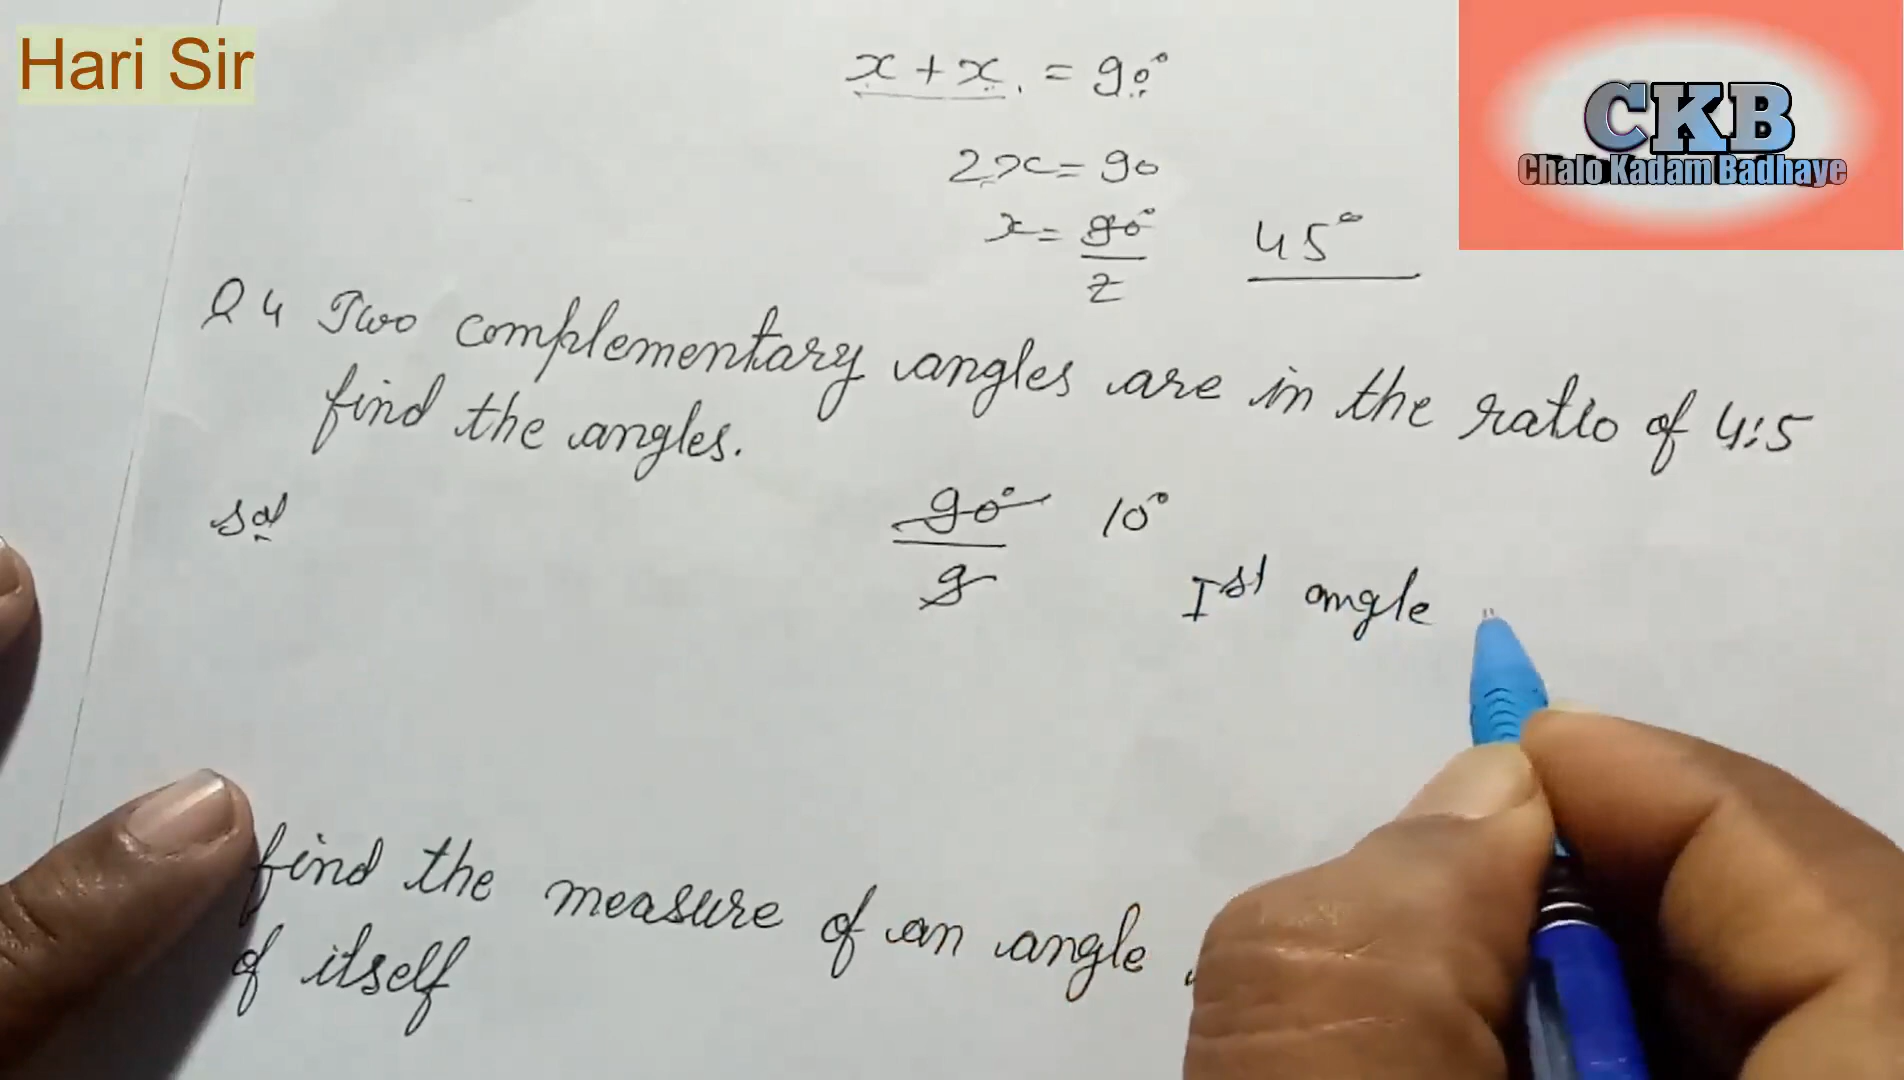 Hari Sir
CKB
Chalo Kadam Badhaye
x + x = 90°
2x = 90
x = 90°/2 45°
Q 4 Two complementary angles are in the ratio of 4:5
find the angles.
Sol
90°/9 10°
Ist angle
find the measure of an angle
of itself